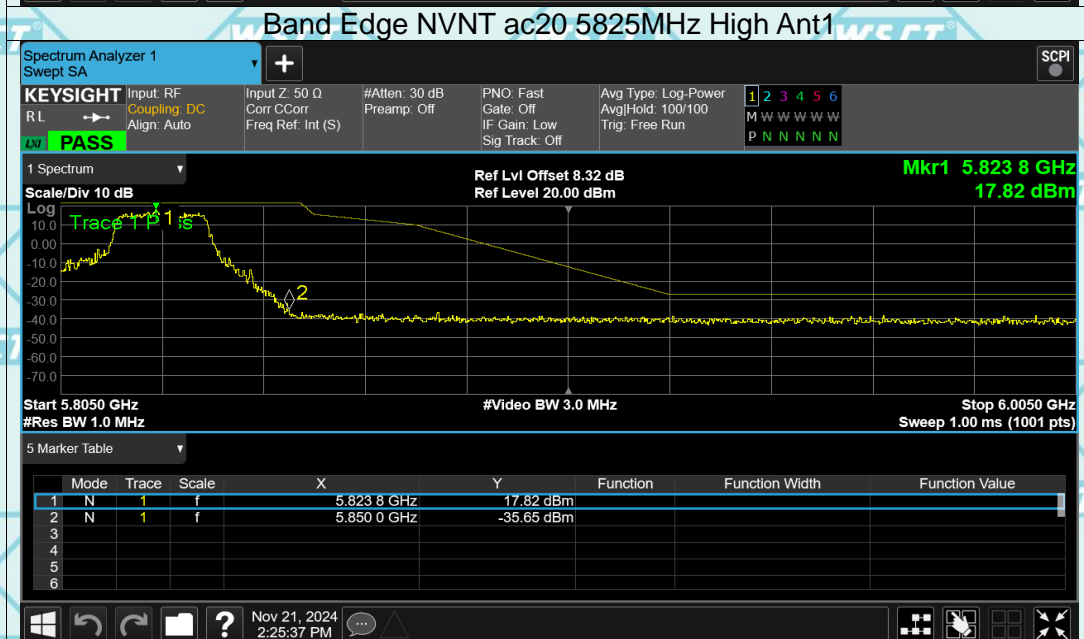 Band Edge NVNT ac20 5825MHz High Ant1
Spectrum Analyzer 1
Swept SA
+
SCPI
KEYSIGHT
RL
LXI
PASS
Input: RF
Coupling: DC
Align: Auto
Input Z: 50 Ω
Corr CCorr
Freq Ref: Int (S)
#Atten: 30 dB
Preamp: Off
PNO: Fast
Gate: Off
IF Gain: Low
Sig Track: Off
Avg Type: Log-Power
Avg|Hold: 100/100
Trig: Free Run
1 2 3 4 5 6
M W W W W W
P N N N N N
1 Spectrum
Scale/Div 10 dB
Ref Lvl Offset 8.32 dB
Ref Level 20.00 dBm
Mkr1 5.823 8 GHz
17.82 dBm
Log
Trace 1 P
ss
1
2
10.0
0.00
-10.0
-20.0
-30.0
-40.0
-50.0
-60.0
-70.0
Start 5.8050 GHz
#Video BW 3.0 MHz
Stop 6.0050 GHz
#Res BW 1.0 MHz
Sweep 1.00 ms (1001 pts)
5 Marker Table
Mode Trace Scale X Y Function Function Width Function Value
1 N 1 f 5.823 8 GHz 17.82 dBm
2 N 1 f 5.850 0 GHz -35.65 dBm
3
4
5
6
?
Nov 21, 2024
2:25:37 PM